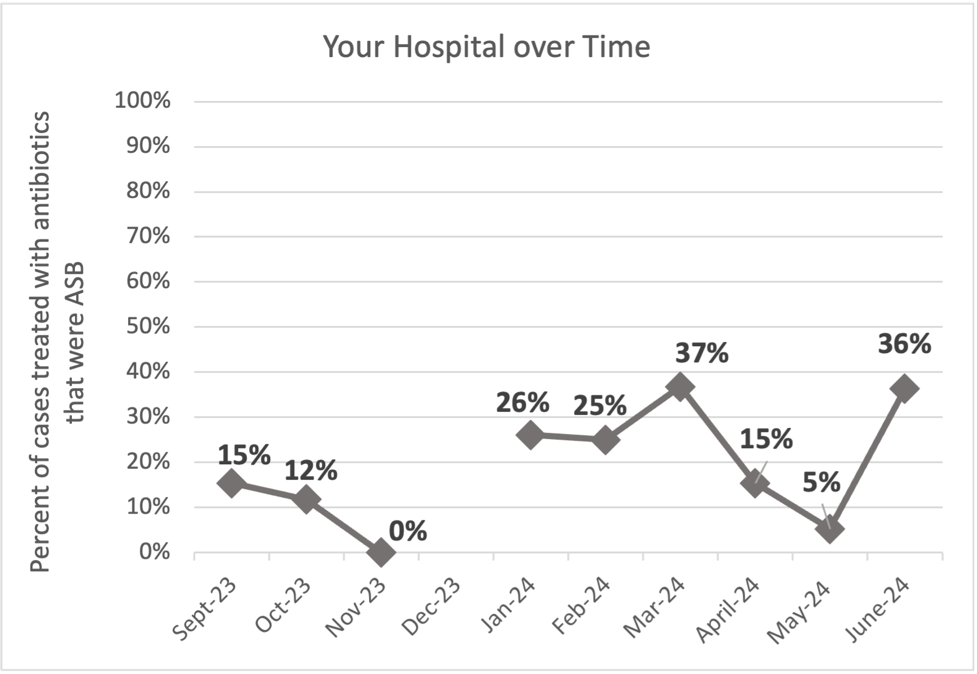 Your Hospital over Time
Percent of cases treated with antibiotics
that were ASB
100%
90%
80%
70%
60%
50%
40%
30%
20%
10%
0%
15%
12%
0%
26%
25%
37%
15%
5%
36%
Sept-23
Oct-23
Nov-23
Dec-23
Jan-24
Feb-24
Mar-24
April-24
May-24
June-24